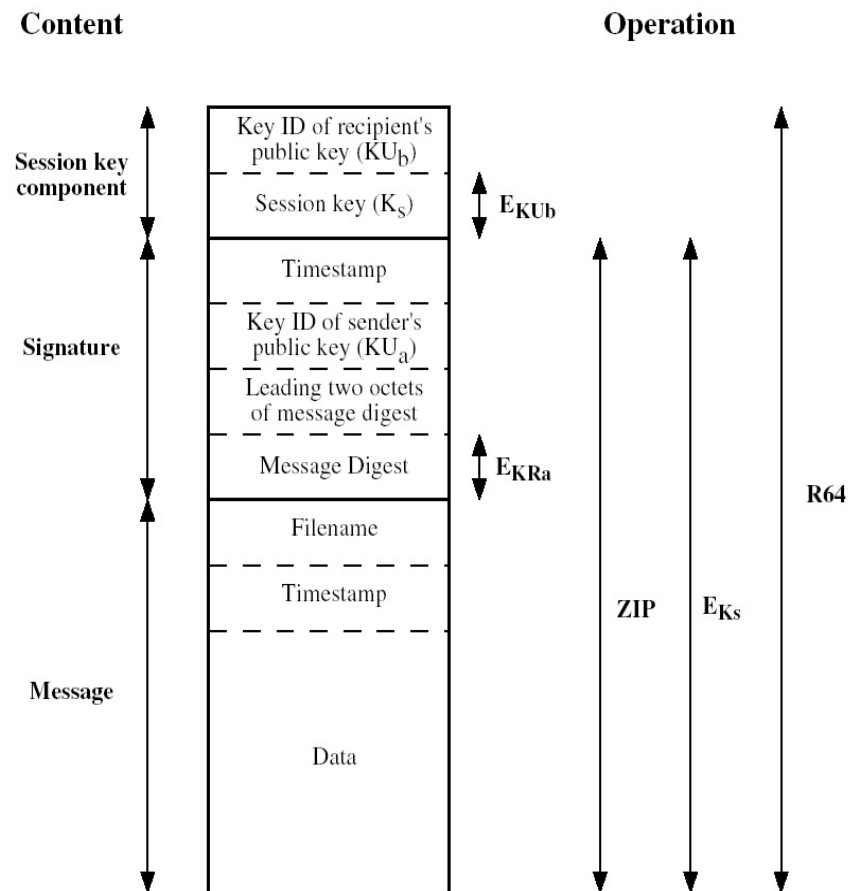 Content
Operation
Key ID of recipient's
public key (KUb)
Session key
component
Session key (Ks)
EKUb
Timestamp
Signature
Key ID of sender's
public key (KUa)
Leading two octets
of message digest
Message Digest
EKRa
R64
Filename
Timestamp
ZIP
EKs
Message
Data